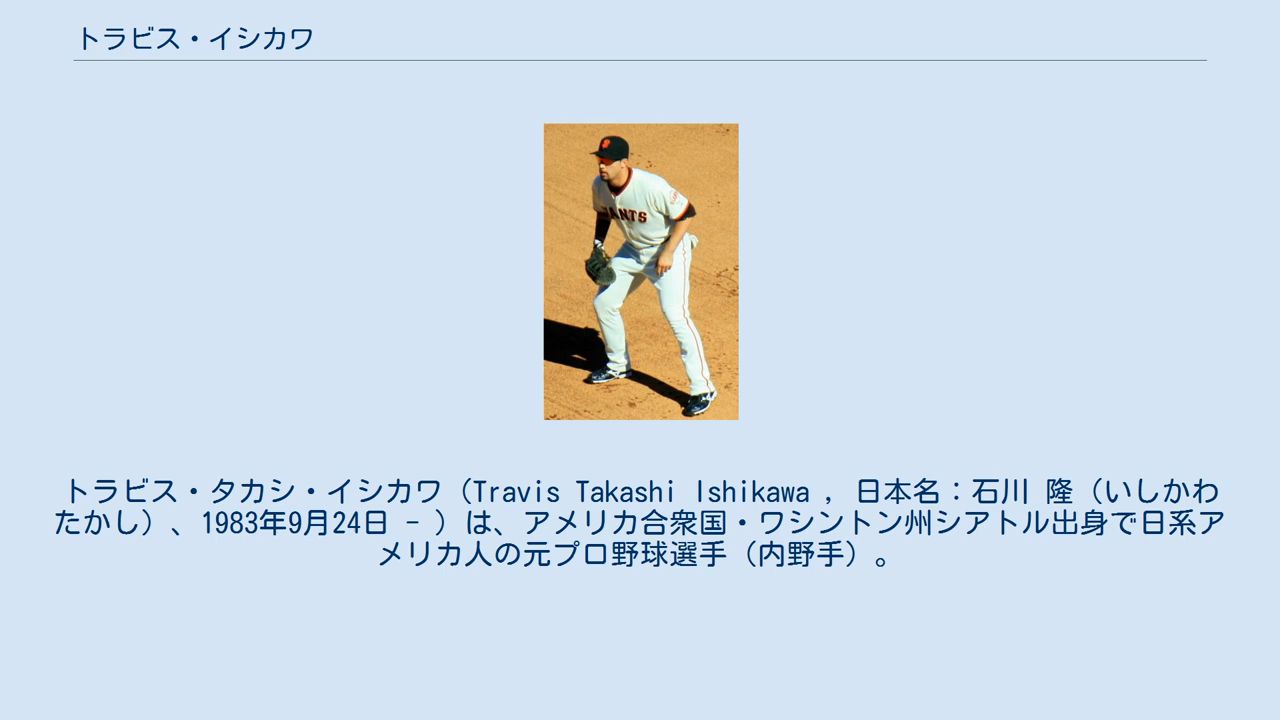 トラビス・イシカワ
ANTS
トラビス・タカシ・イシカワ（Travis Takashi Ishikawa , 日本名：石川 隆（いしかわ
たかし）、1983年9月24日 - ）は、アメリカ合衆国・ワシントン州シアトル出身で日系ア
メリカ人の元プロ野球選手（内野手）。